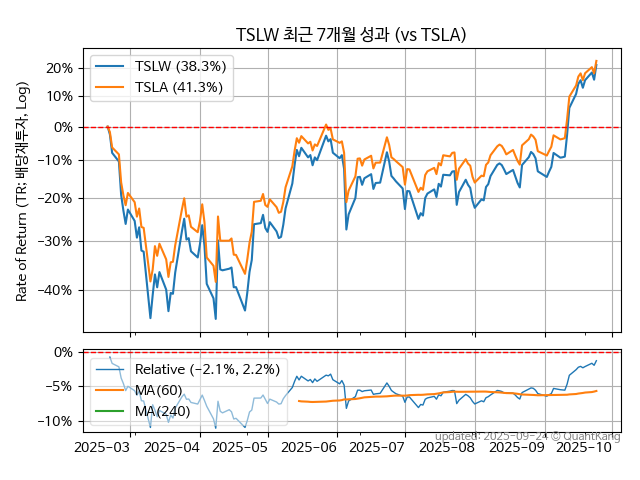 TSLW 최근 7개월 성과 (vs TSLA)
Rate of Return (TR: 배당재투자, Log)
20%
10%
0%
−10%
−20%
−30%
−40%
TSLW (38.3%)
TSLA (41.3%)
0%
−5%
−10%
Relative (−2.1%, 2.2%)
MA(60)
MA(240)
2025−03 2025−04 2025−05 2025−06 2025−07 2025−08 2025−09 2025−10
updated: 2025−09−24 © QuantKang